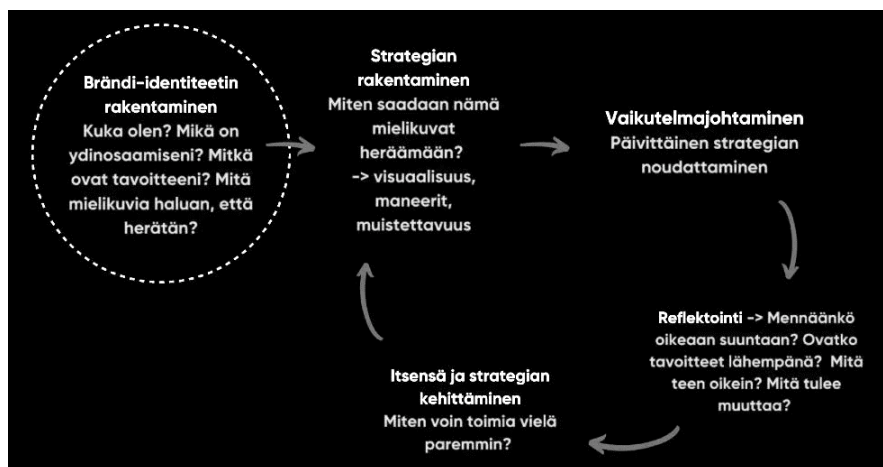 Brändi-identiteetin
rakentaminen
Kuka olen? Mikä on
ydinosaamiseni? Mitkä
ovat tavoitteeni? Mitä
mielikuvia haluan, että
herätän?
Strategian
rakentaminen
Miten saadaan nämä
mielikuvat
heräämään?
-> visuaalisuus,
maneerit,
muistettavuus
Vaikutelmajohtaminen
Päivittäinen strategian
noudattaminen
Reflektointi -> Mennäänkö
oikeaan suuntaan? Ovatko
tavoitteet lähempänä? Mitä
teen oikein? Mitä tulee
muuttaa?
Itsensä ja strategian
kehittäminen
Miten voin toimia vielä
paremmin?